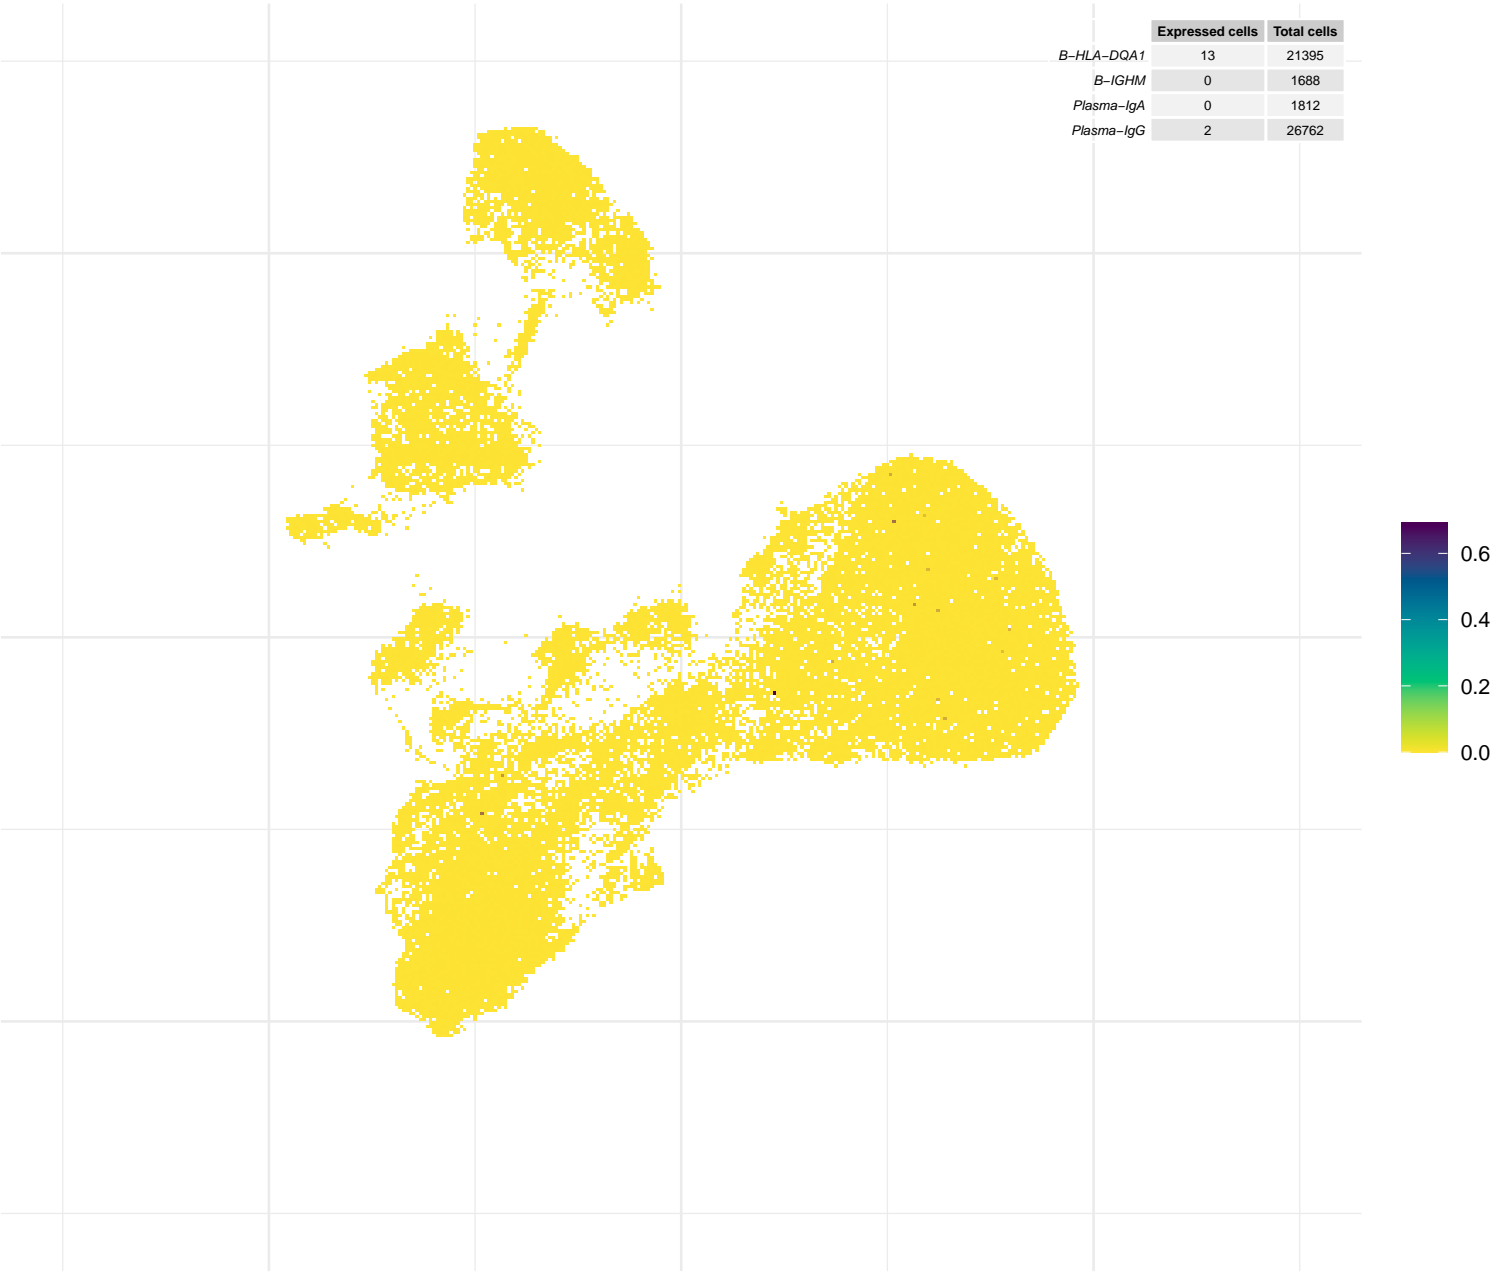 Expressed cells Total cells
B−HLA−DQA1 13 21395
B−IGHM 0 1688
Plasma−IgA 0 1812
Plasma−IgG 2 26762
0.6
0.4
0.2
0.0